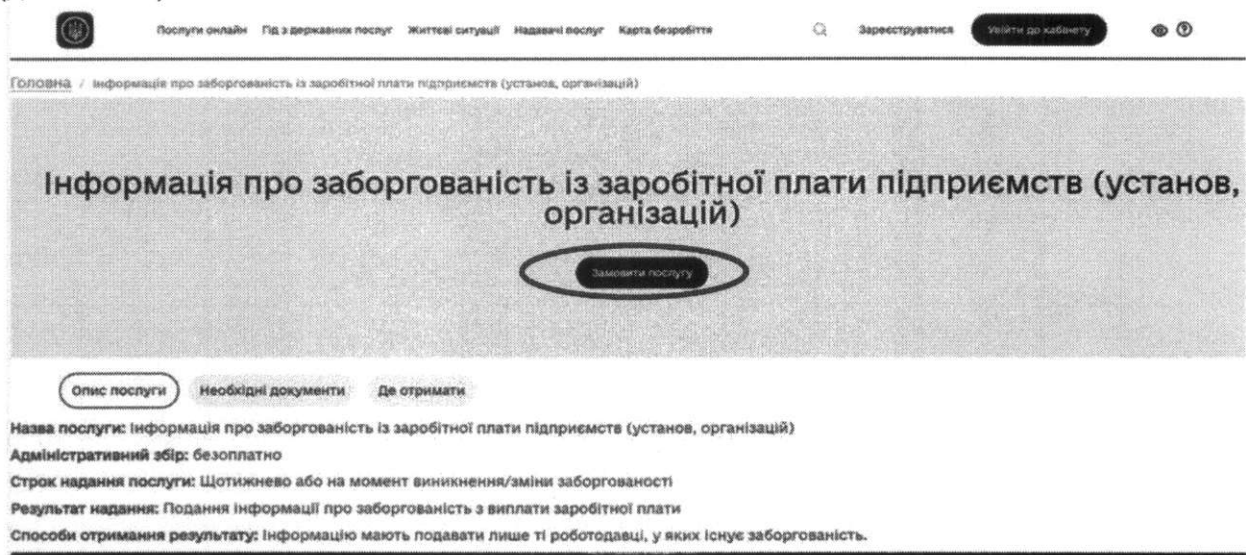 Послуги онлайн Гід з державних послуг Життєві ситуації Надавачі послуг Карта безробіття Зареєструватися Увійти до кабінету
Головна / Інформація про заборгованість із заробітної плати підприємств (установ, організацій)
Інформація про заборгованість із заробітної плати підприємств (установ,
організацій)
Замовити послугу
Опис послуги Необхідні документи Де отримати
Назва послуги: Інформація про заборгованість із заробітної плати підприємств (установ, організацій)
Адміністративний збір: безоплатно
Строк надання послуги: Щотижнево або на момент виникнення/зміни заборгованості
Результат надання: Подання інформації про заборгованість з виплати заробітної плати
Способи отримання результату: Інформацію мають подавати лише ті роботодавці, у яких існує заборгованість.